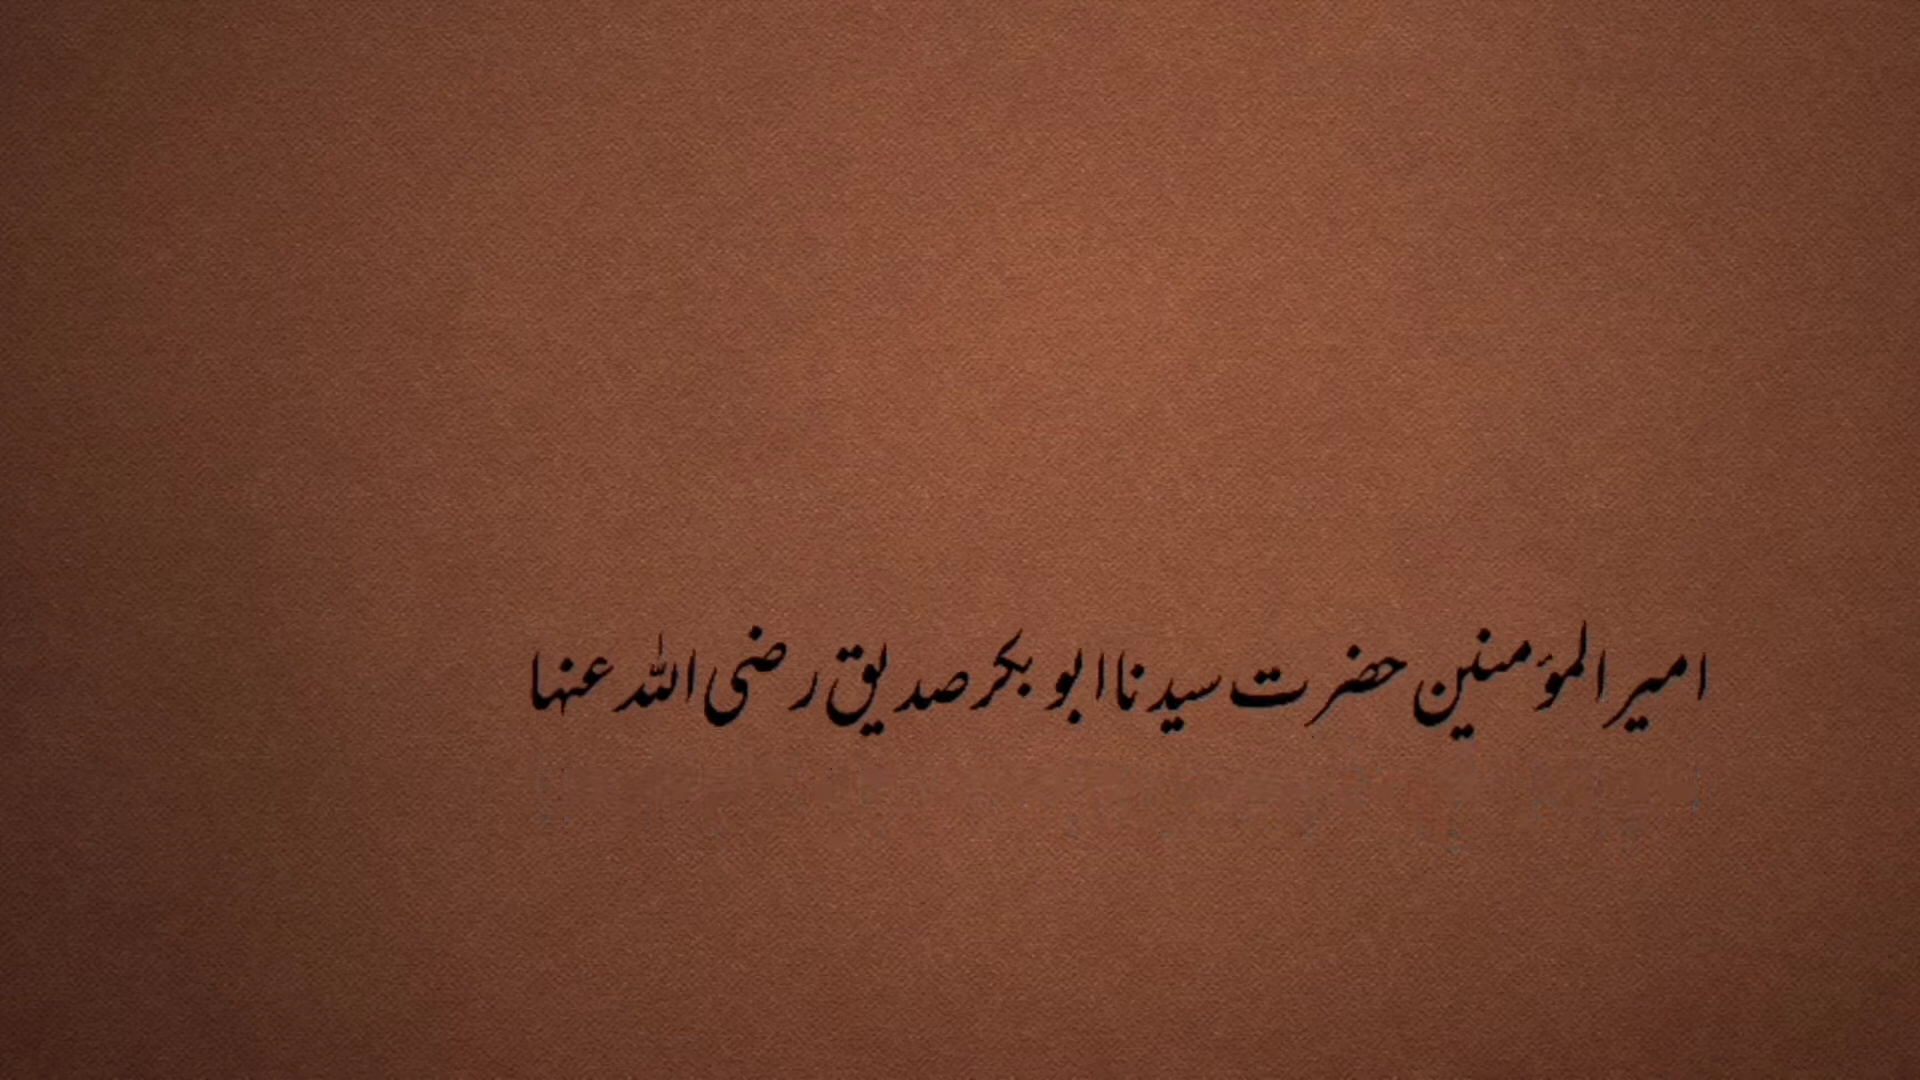 امیر المؤمنین حضرت سیدنا ابو بکر صدیق رضی اللہ عنہا